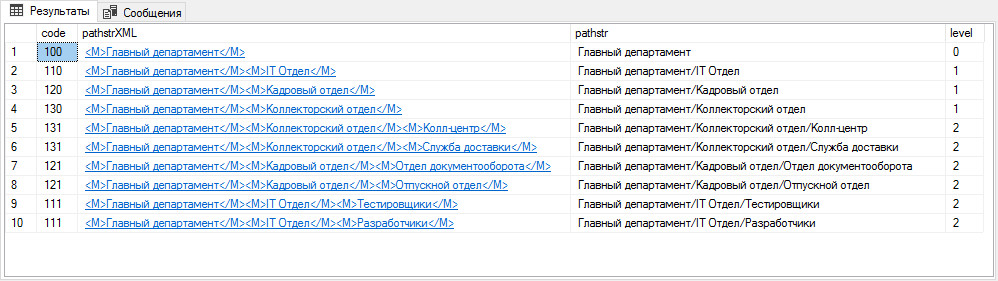 Результаты Сообщения
code pathstrXML pathstr level
1 100 <M>Главный департамент</M> Главный департамент 0
2 110 <M>Главный департамент</M><M>IT Отдел</M> Главный департамент/IT Отдел 1
3 120 <M>Главный департамент</M><M>Кадровый отдел</M> Главный департамент/Кадровый отдел 1
4 130 <M>Главный департамент</M><M>Коллекторский отдел</M> Главный департамент/Коллекторский отдел 1
5 131 <M>Главный департамент</M><M>Коллекторский отдел</M><M>Колл-центр</M> Главный департамент/Коллекторский отдел/Колл-центр 2
6 131 <M>Главный департамент</M><M>Коллекторский отдел</M><M>Служба доставки</M> Главный департамент/Коллекторский отдел/Служба доставки 2
7 121 <M>Главный департамент</M><M>Кадровый отдел</M><M>Отдел документооборота</M> Главный департамент/Кадровый отдел/Отдел документооборота 2
8 121 <M>Главный департамент</M><M>Кадровый отдел</M><M>Отпускной отдел</M> Главный департамент/Кадровый отдел/Отпускной отдел 2
9 111 <M>Главный департамент</M><M>IT Отдел</M><M>Тестировщики</M> Главный департамент/IT Отдел/Тестировщики 2
10 111 <M>Главный департамент</M><M>IT Отдел</M><M>Разработчики</M> Главный департамент/IT Отдел/Разработчики 2